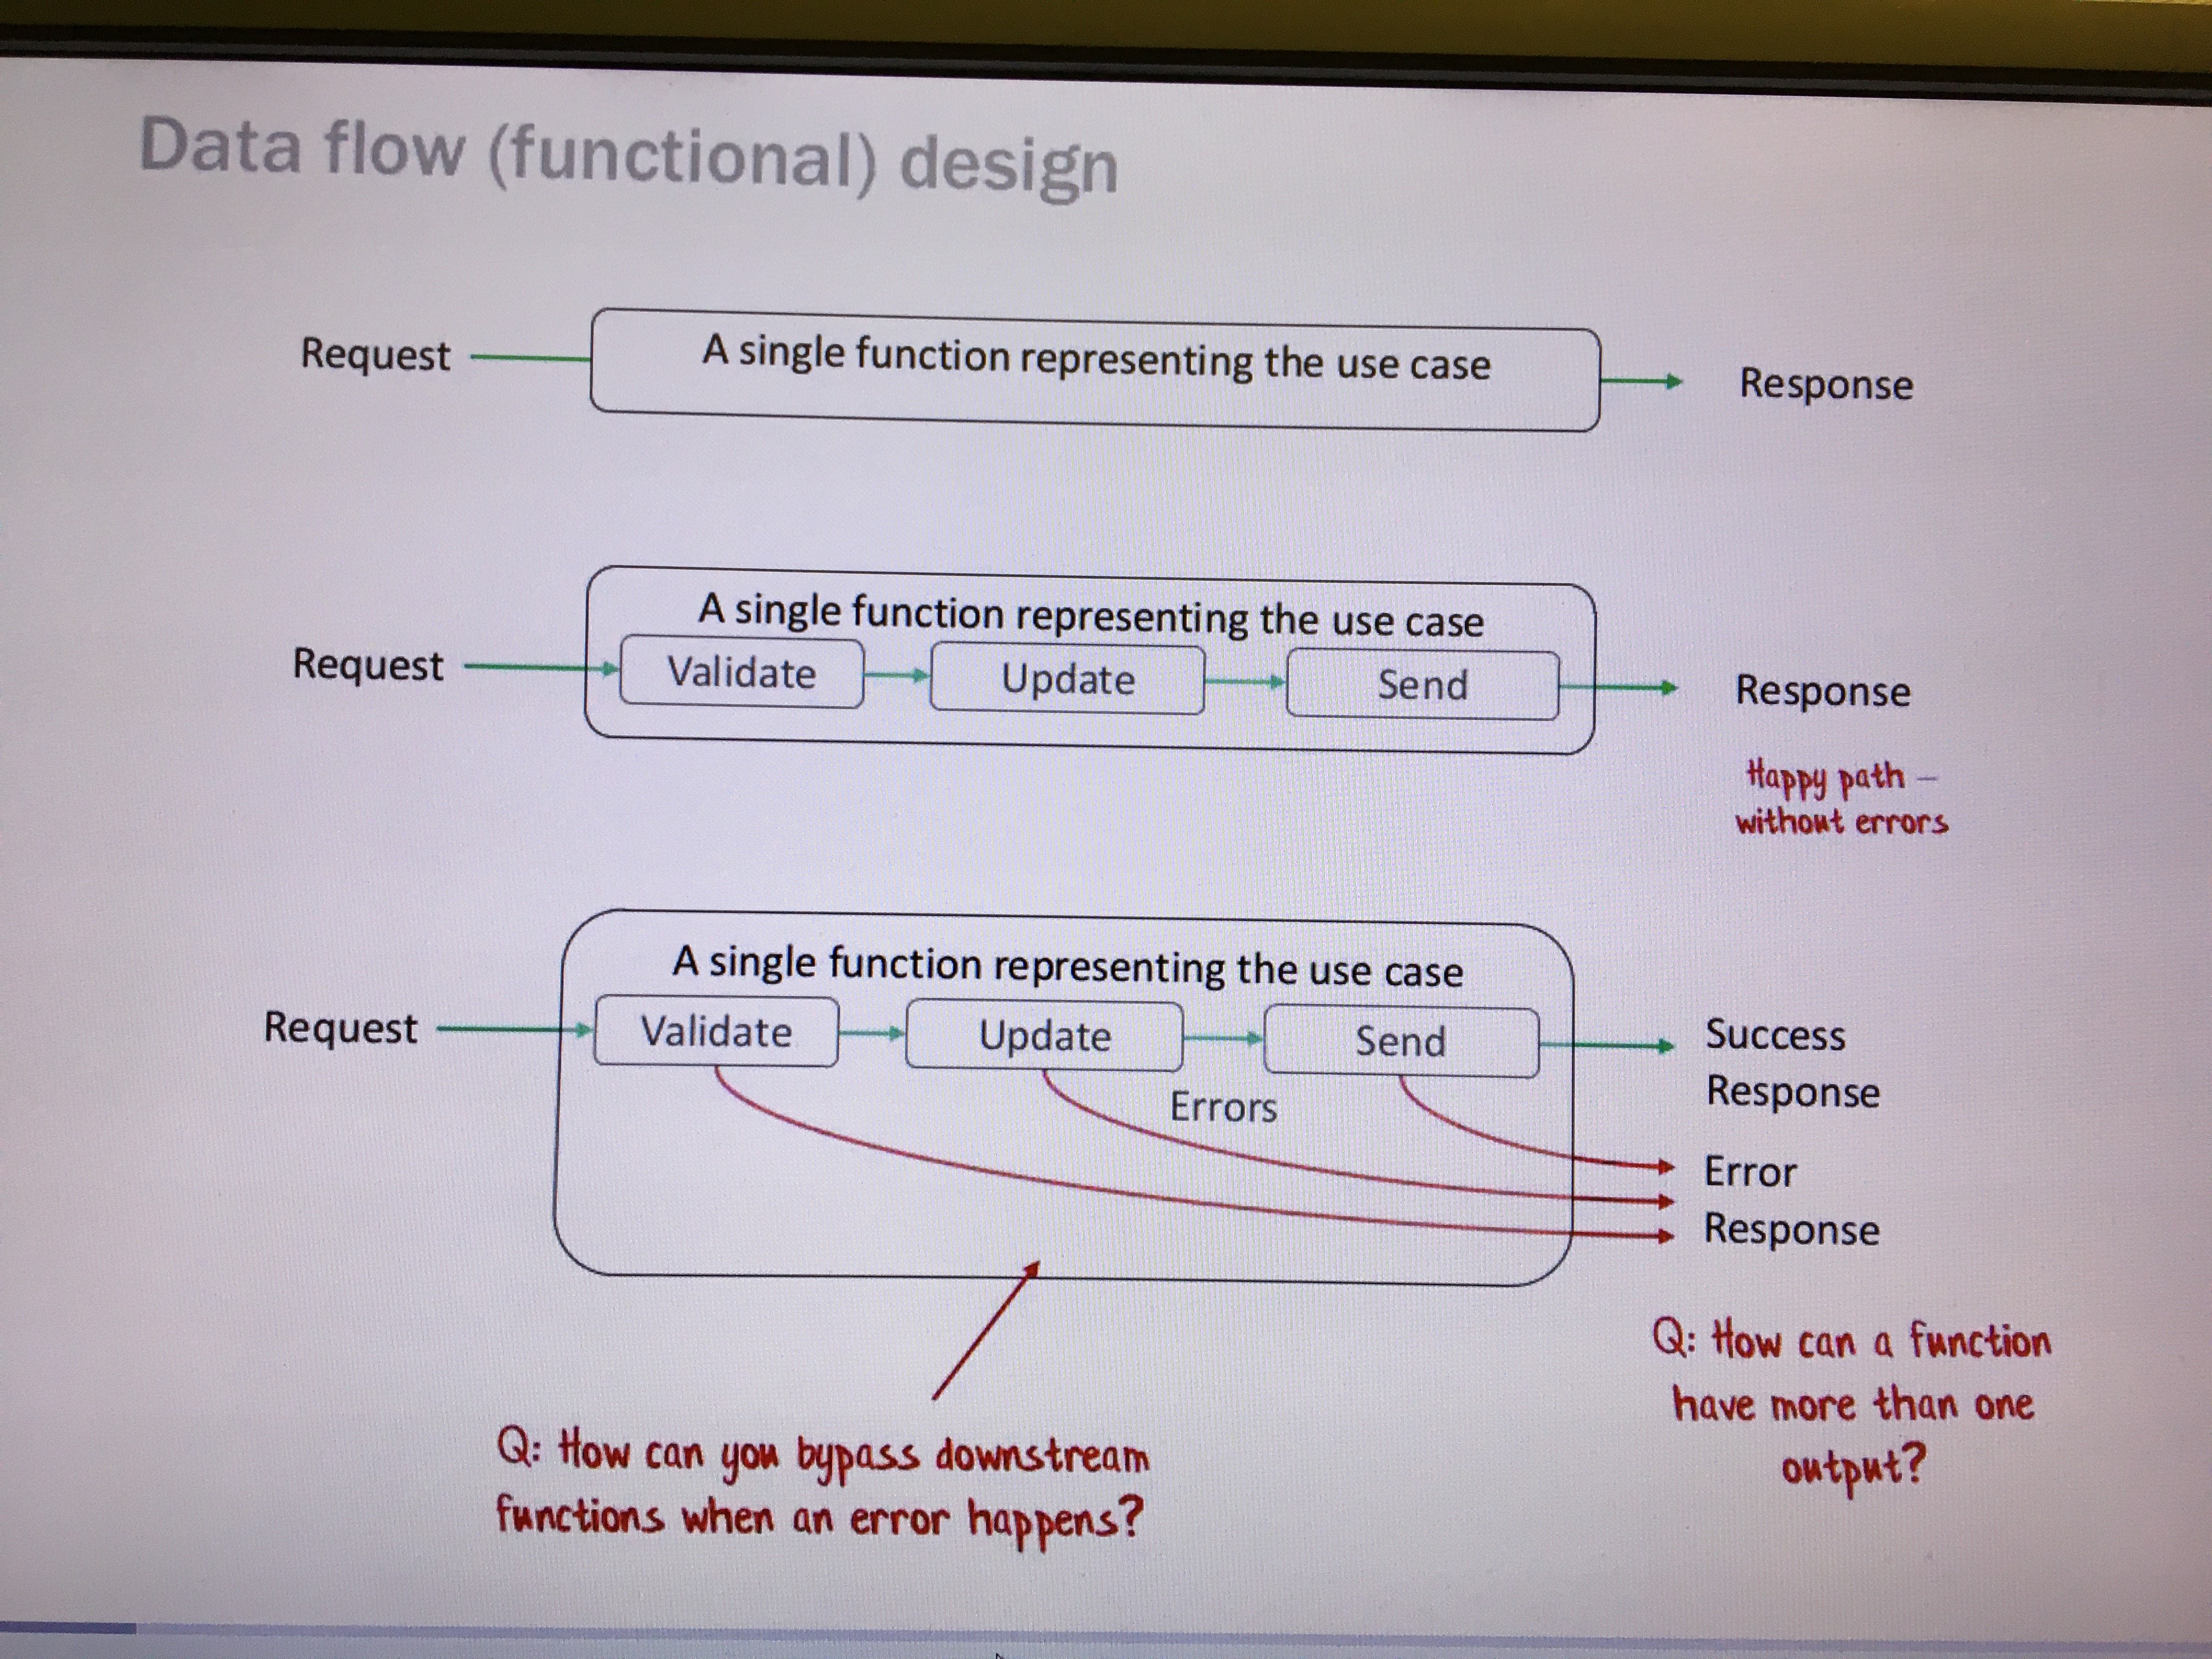 Data flow (functional) design
A single function representing the use case
Request
Response
A single function representing the use case
Request
Validate
Update
Send
Response
Happy path –
without errors
A single function representing the use case
Request
Validate
Update
Send
Success
Response
Errors
Error
Response
Q: How can you bypass downstream
functions when an error happens?
Q: How can a function
have more than one
output?